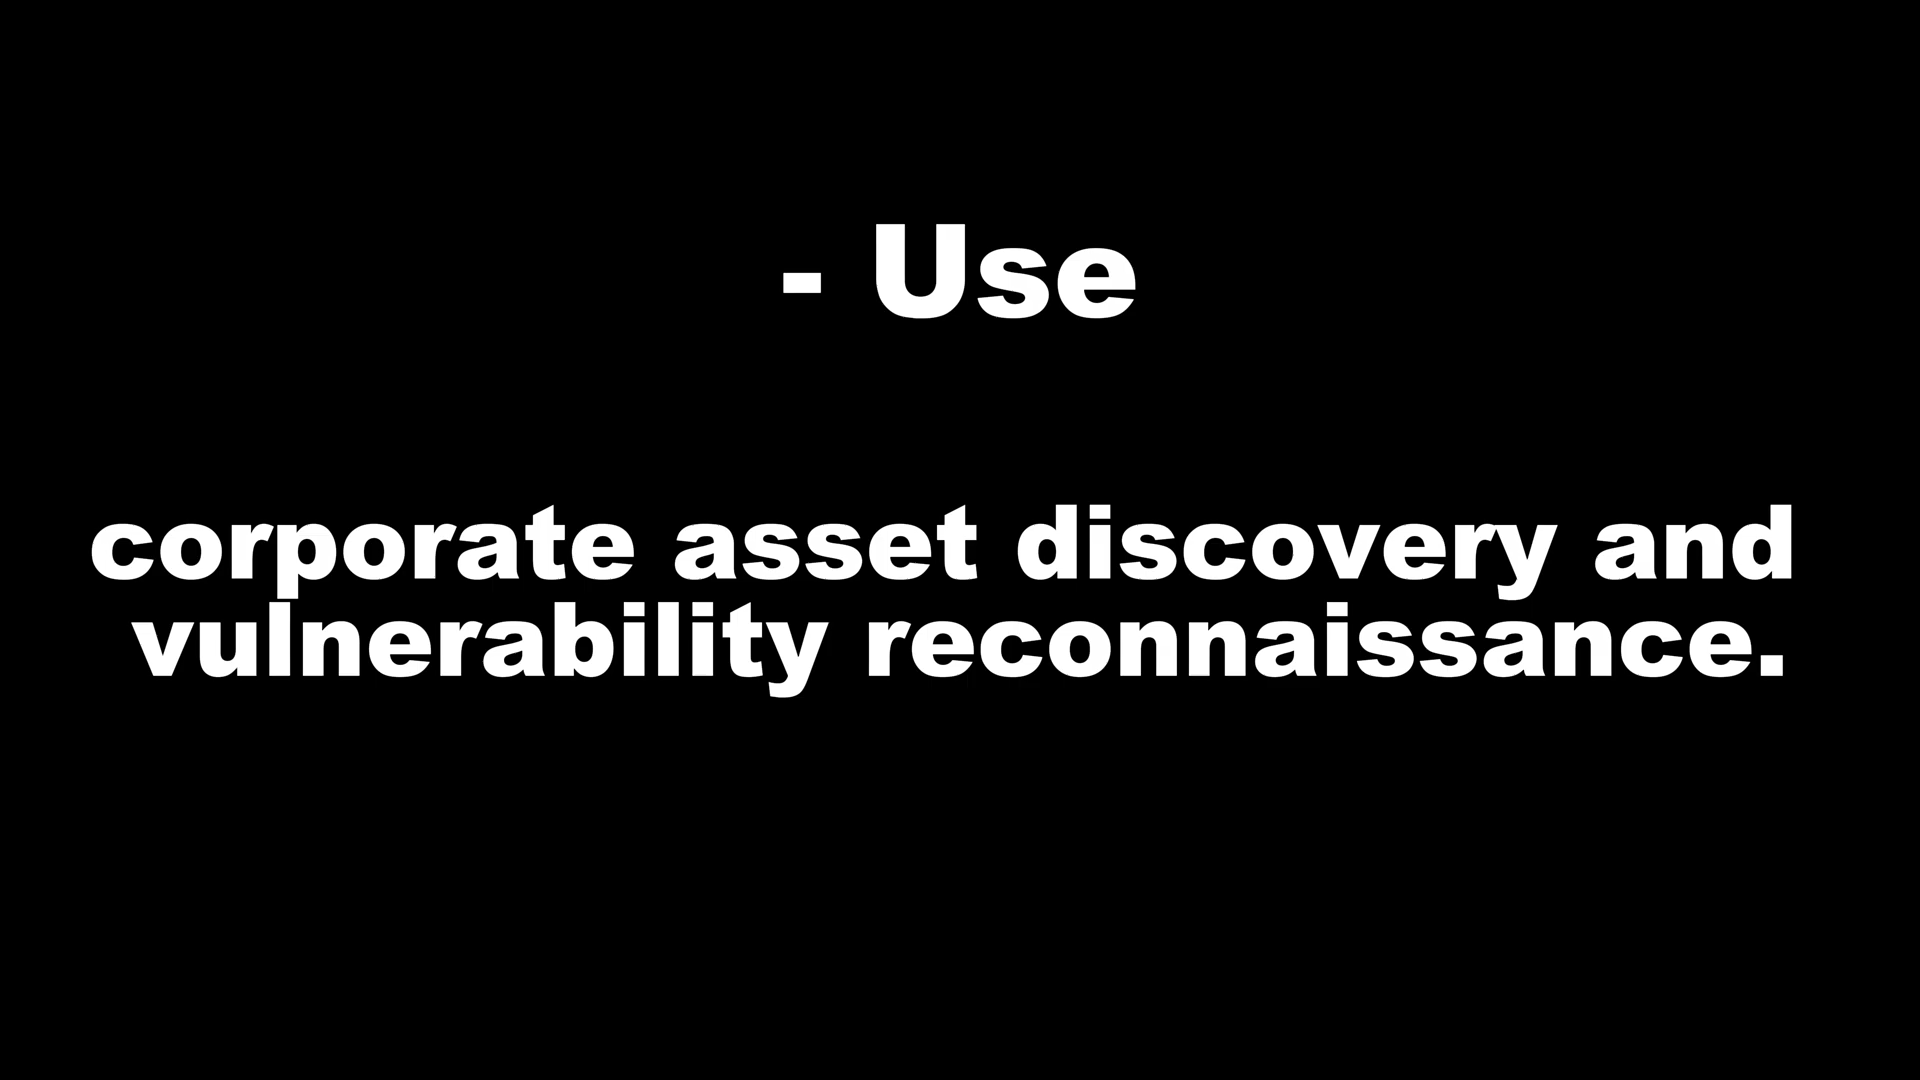 - Use
corporate asset discovery and
vulnerability reconnaissance.